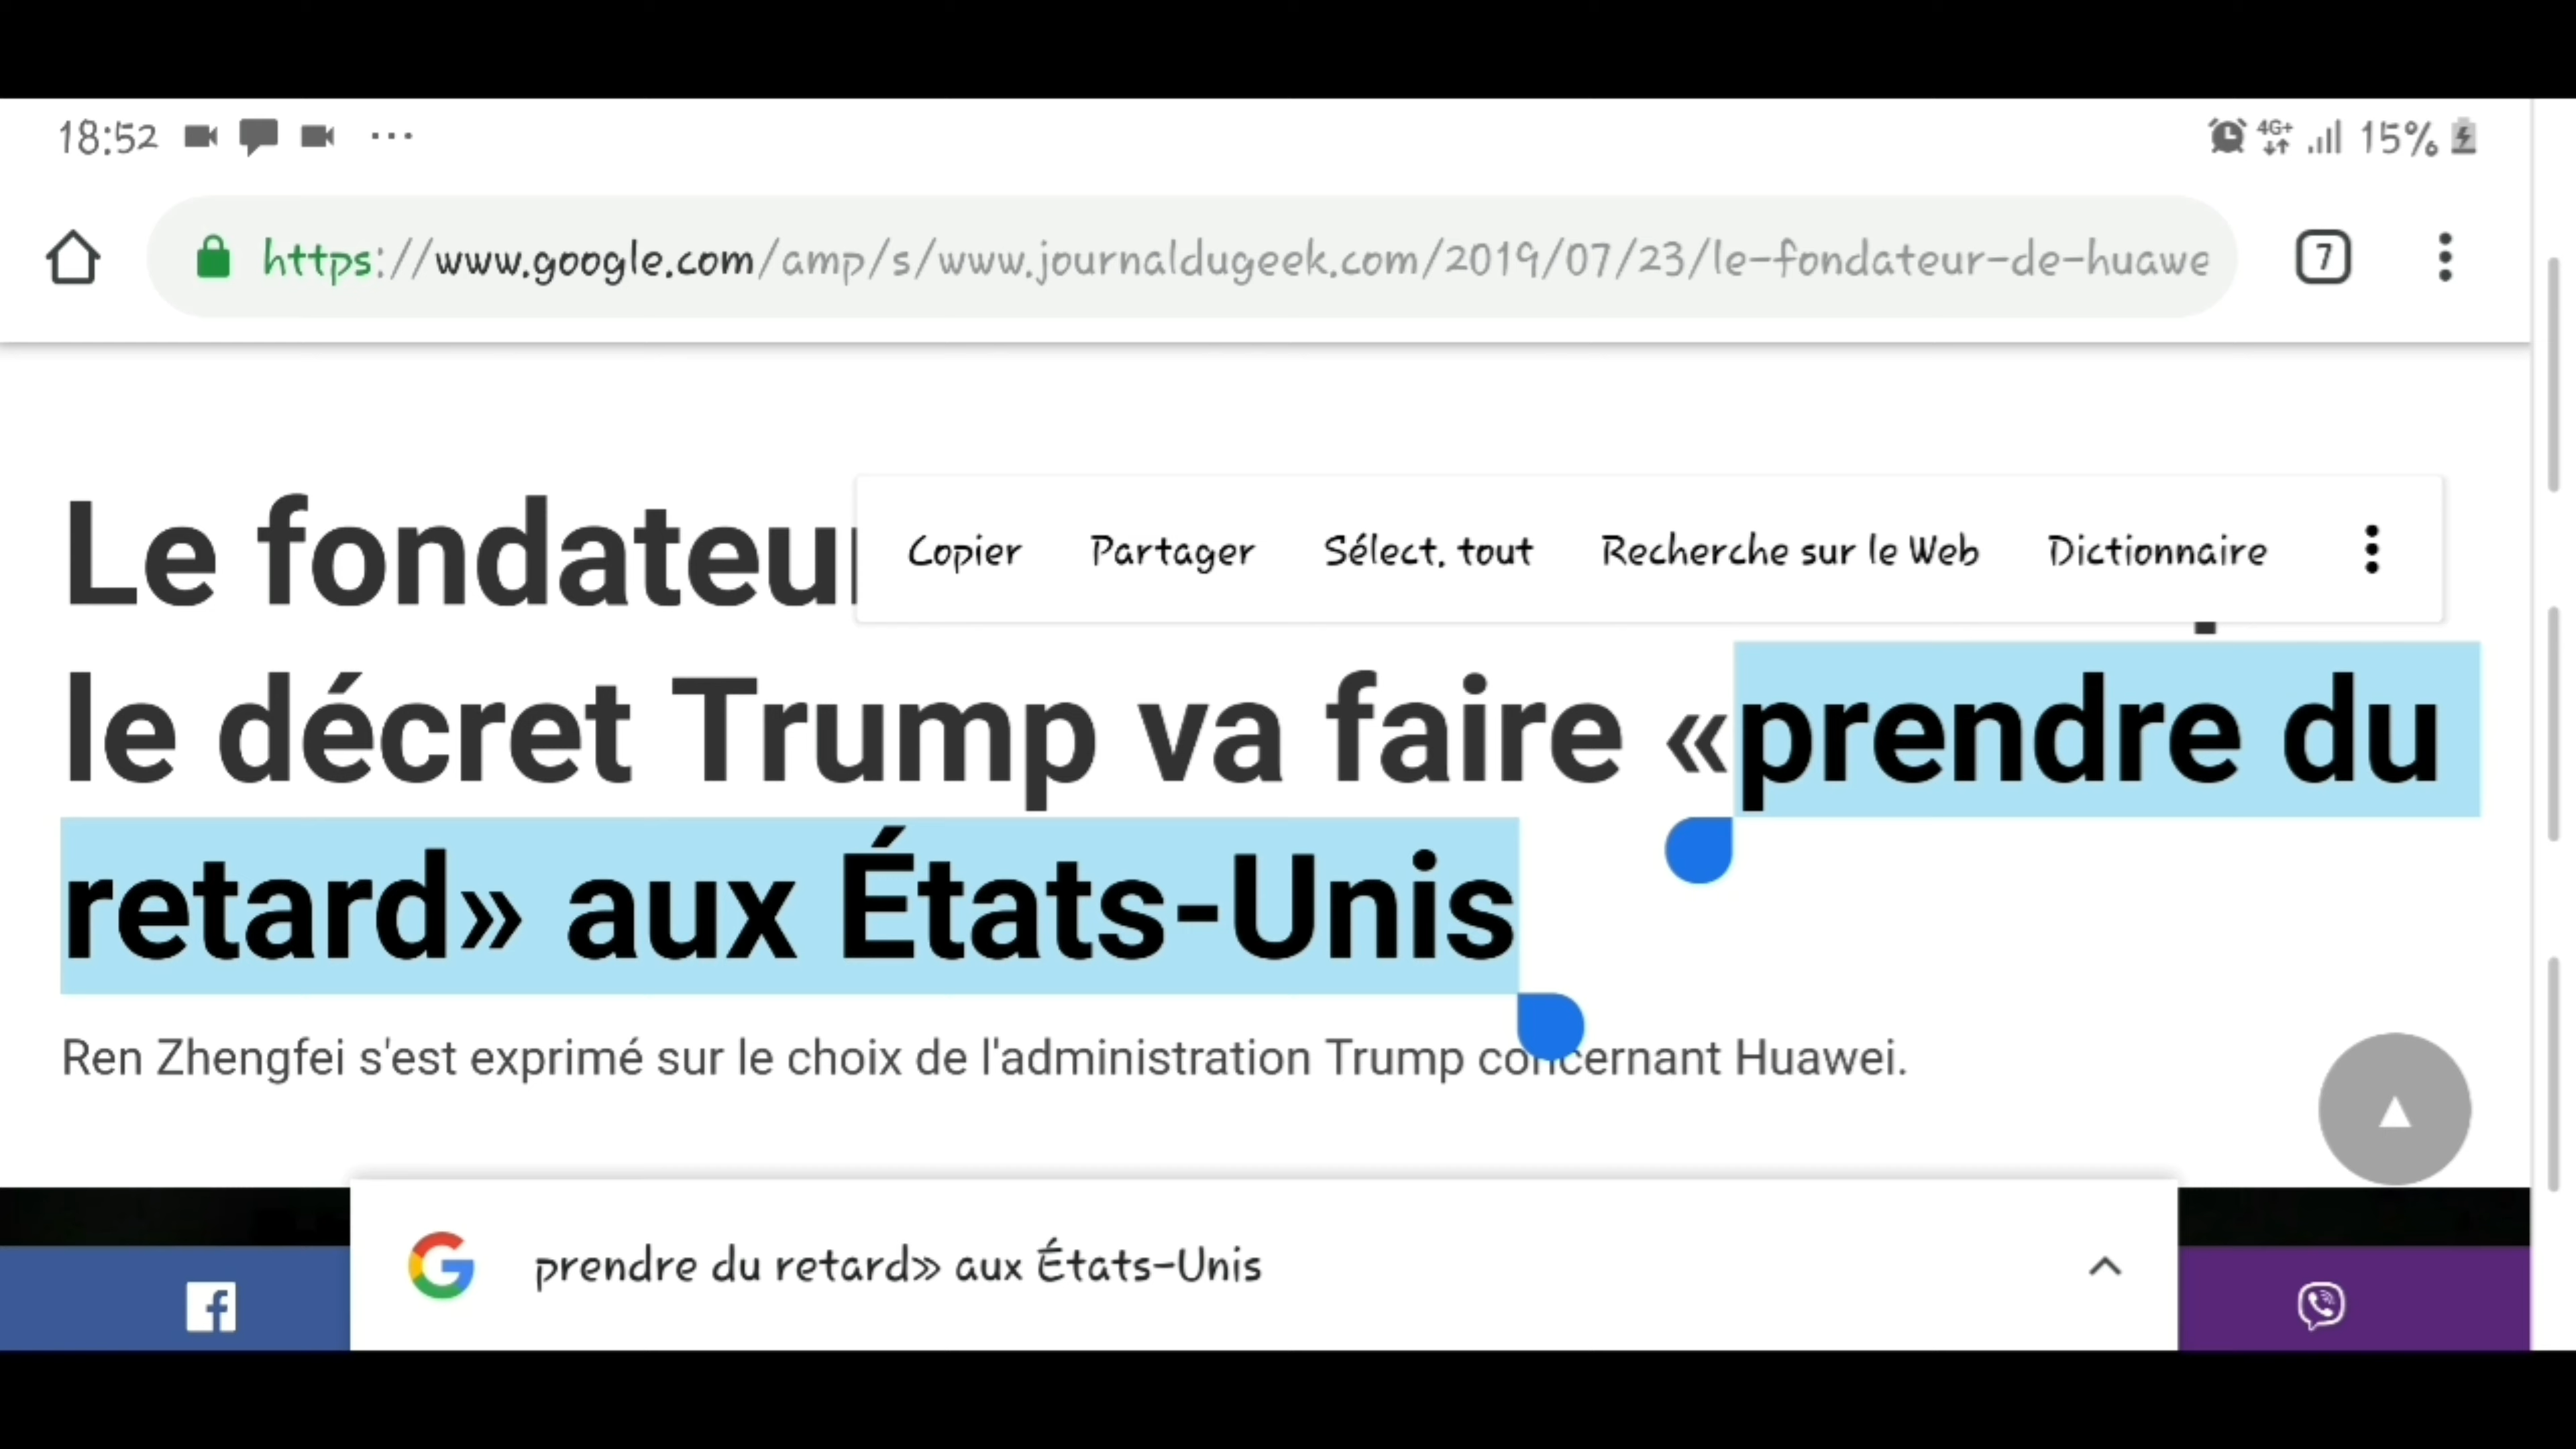 18:52 ... 4G+ 15%
https://www.google.com/amp/s/www.journaldugeek.com/2019/07/23/le-fondateur-de-huawe 7
Copier Partager Sélect. tout Recherche sur le Web Dictionnaire
Le fondateur
le décret Trump va faire «prendre du
retard» aux États-Unis
Ren Zhengfei s'est exprimé sur le choix de l'administration Trump concernant Huawei.
prendre du retard» aux États-Unis